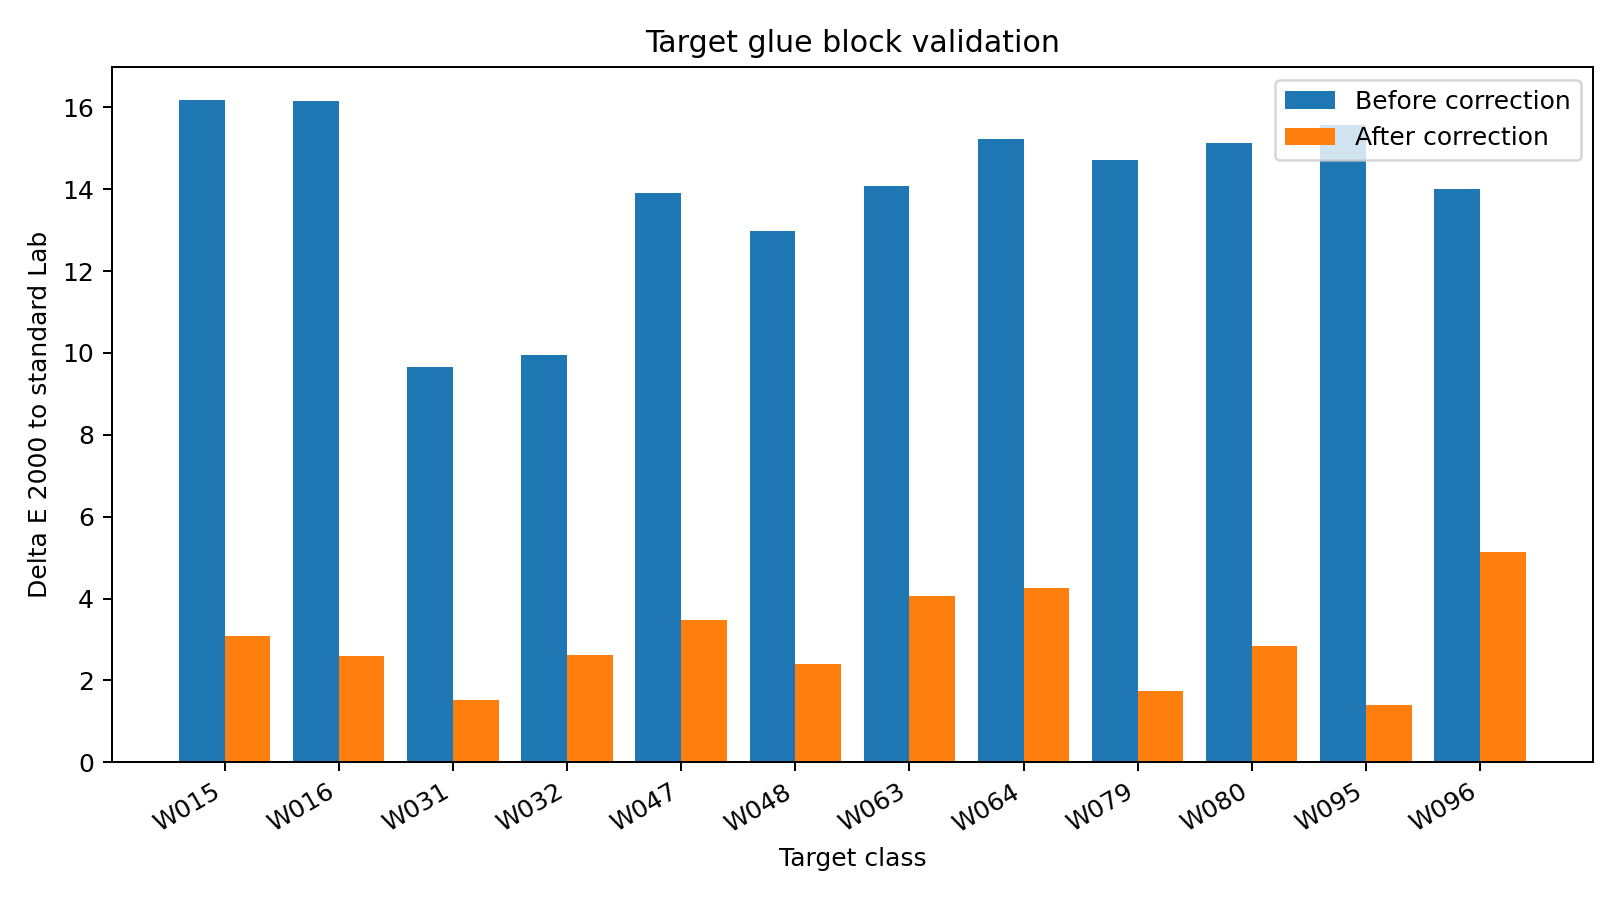 Target glue block validation
Before correction
After correction
Delta E 2000 to standard Lab
16
14
12
10
8
6
4
2
0
W015
W016
W031
W032
W047
W048
W063
W064
W079
W080
W095
W096
Target class